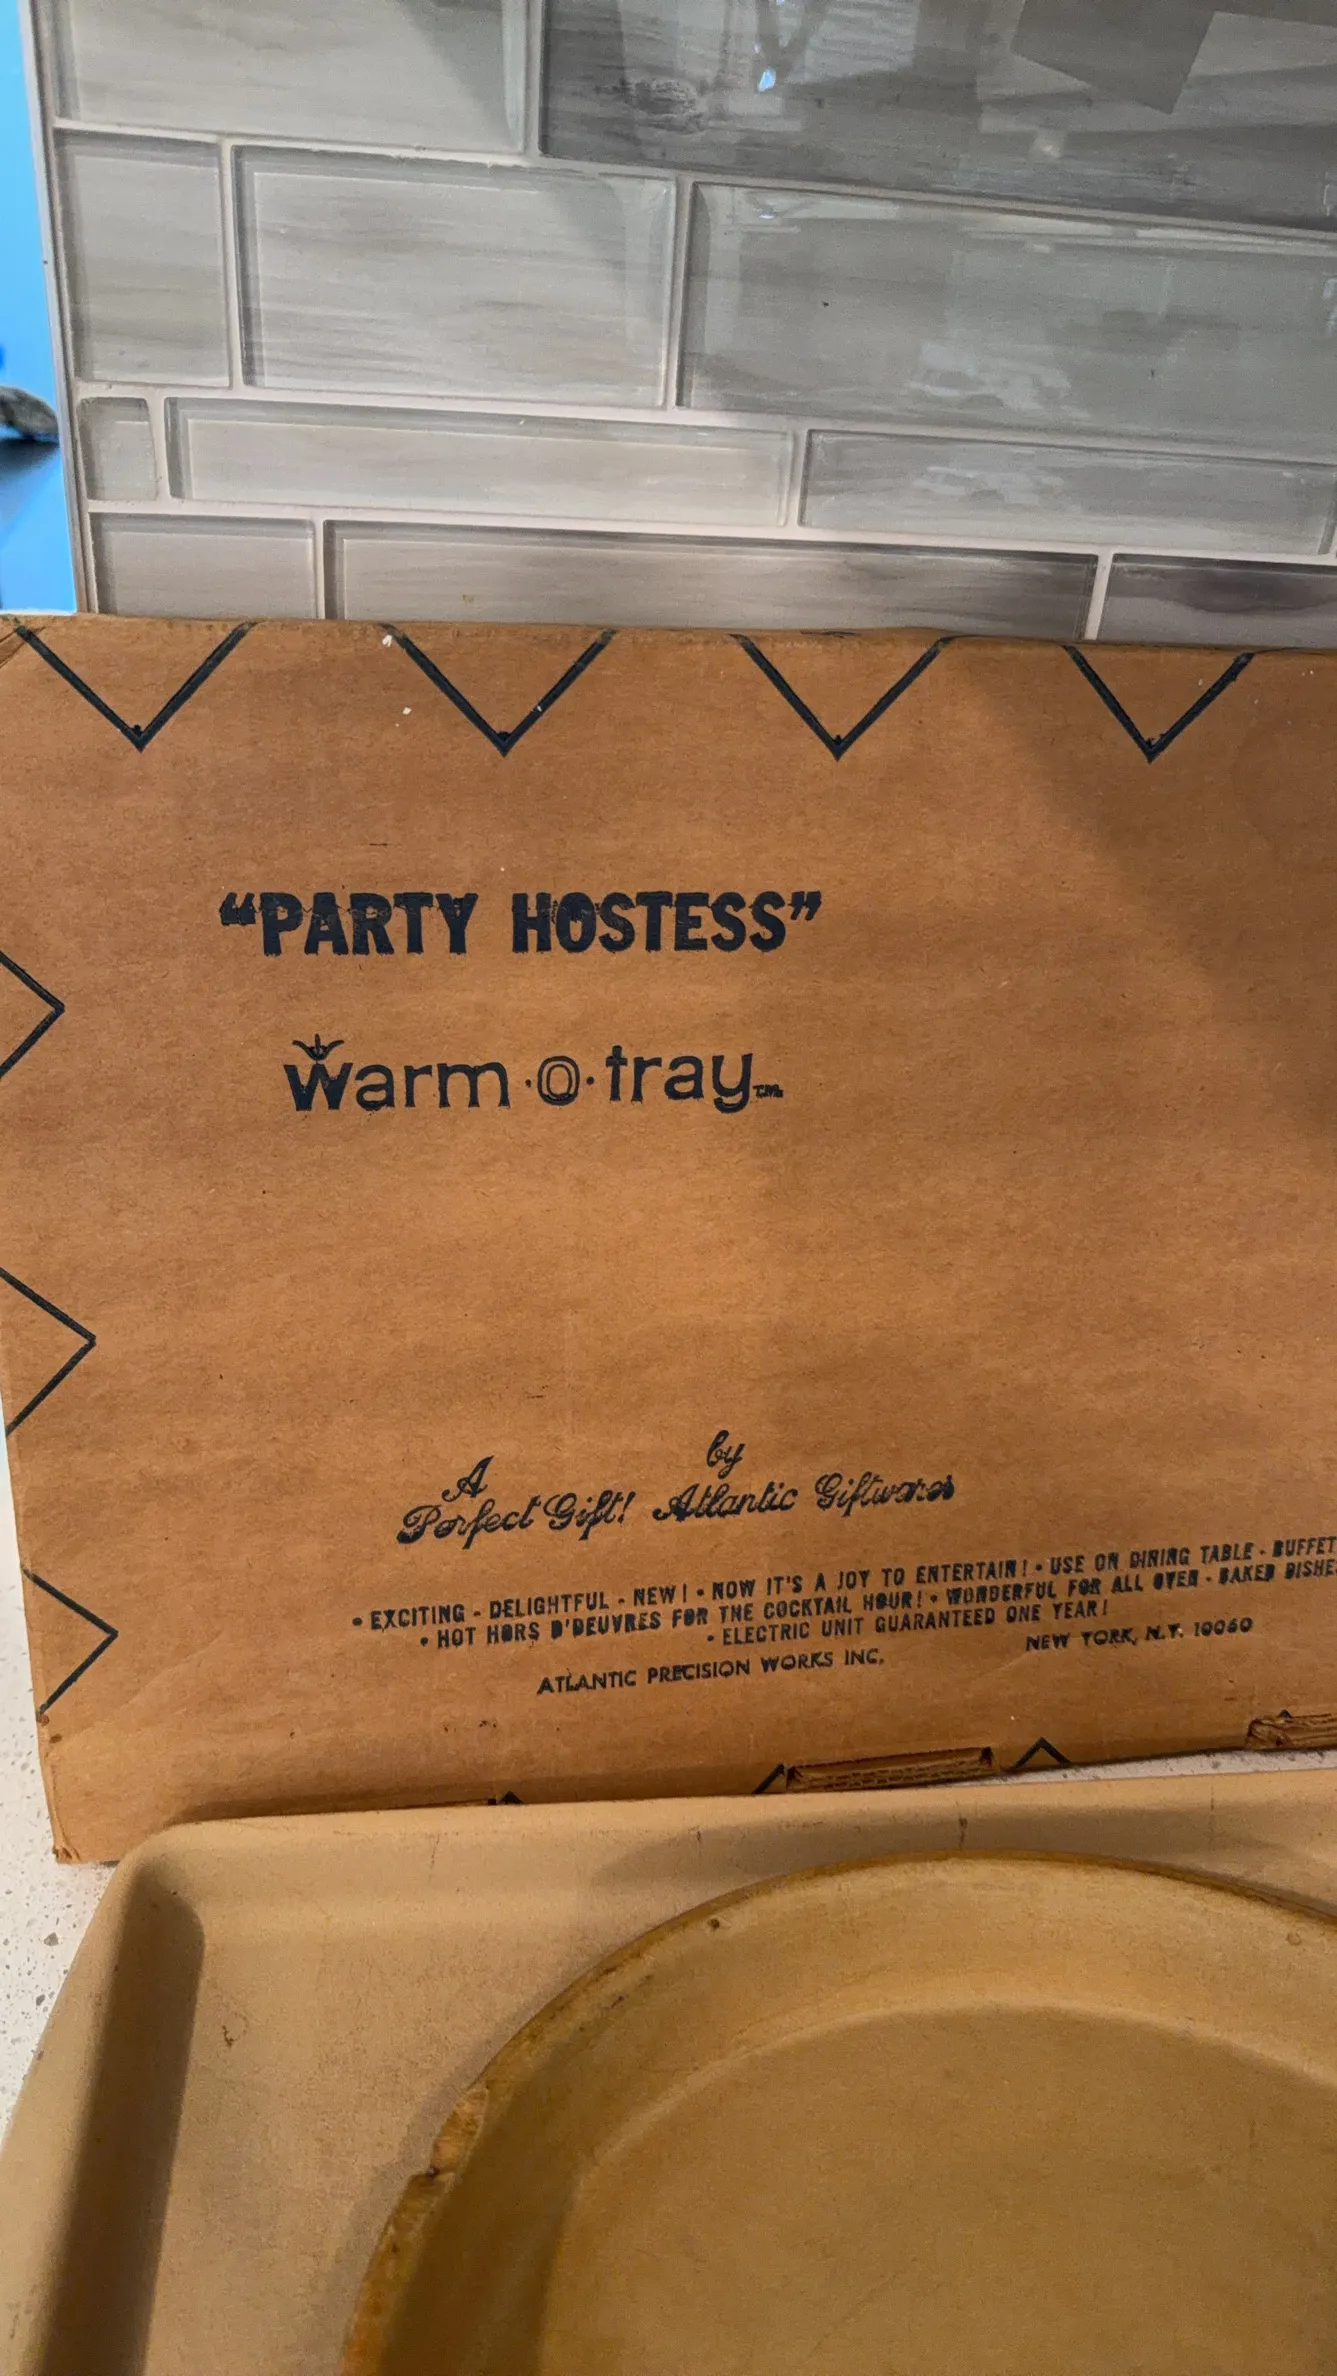 “PARTY HOSTESS”
warm·o·tray T.M.
A
Perfect Gift!
by
Atlantic Giftwares
• EXCITING - DELIGHTFUL - NEW! • NOW IT'S A JOY TO ENTERTAIN! • USE ON DINING TABLE - BUFFET
• HOT HORS D'OEUVRES FOR THE COCKTAIL HOUR! • WONDERFUL FOR ALL OVEN - BAKED DISHES
• ELECTRIC UNIT GUARANTEED ONE YEAR!
ATLANTIC PRECISION WORKS INC. NEW YORK, N.Y. 10060